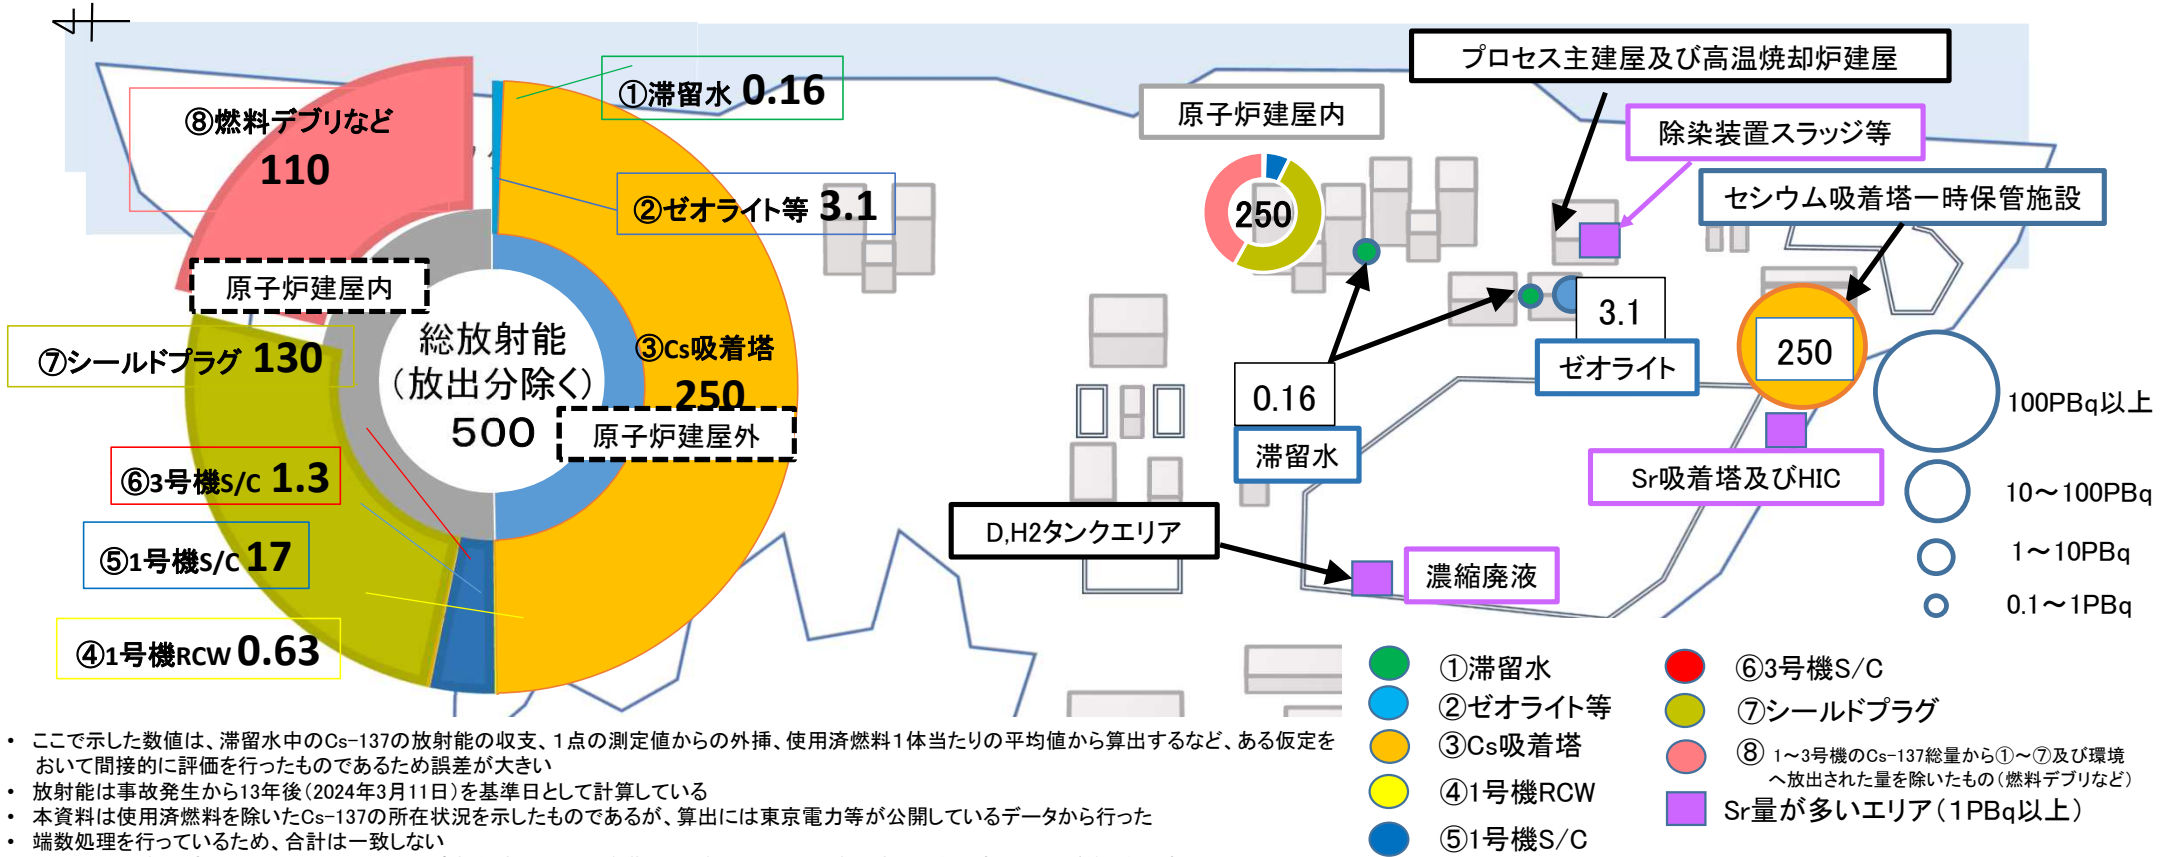 ①滞留水 0.16
⑧燃料デブリなど
110
②ゼオライト等 3.1
原子炉建屋内
総放射能
(放出分除く)
500
③Cs吸着塔
250
原子炉建屋外
⑦シールドプラグ 130
⑥3号機S/C 1.3
⑤1号機S/C 17
④1号機RCW 0.63
プロセス主建屋及び高温焼却炉建屋
原子炉建屋内
除染装置スラッジ等
セシウム吸着塔一時保管施設
250
3.1
ゼオライト
250
0.16
滞留水
Sr吸着塔及びHIC
D,H2タンクエリア
濃縮廃液
100PBq以上
10～100PBq
1～10PBq
0.1～1PBq
①滞留水
②ゼオライト等
③Cs吸着塔
④1号機RCW
⑤1号機S/C
⑥3号機S/C
⑦シールドプラグ
⑧ 1～3号機のCs-137総量から①～⑦及び環境
へ放出された量を除いたもの(燃料デブリなど)
Sr量が多いエリア(1PBq以上)
• ここで示した数値は、滞留水中のCs-137の放射能の収支、1点の測定値からの外挿、使用済燃料1体当たりの平均値から算出するなど、ある仮定を
おいて間接的に評価を行ったものであるため誤差が大きい
• 放射能は事故発生から13年後(2024年3月11日)を基準日として計算している
• 本資料は使用済燃料を除いたCs-137の所在状況を示したものであるが、算出には東京電力等が公開しているデータから行った
• 端数処理を行っているため、合計は一致しない